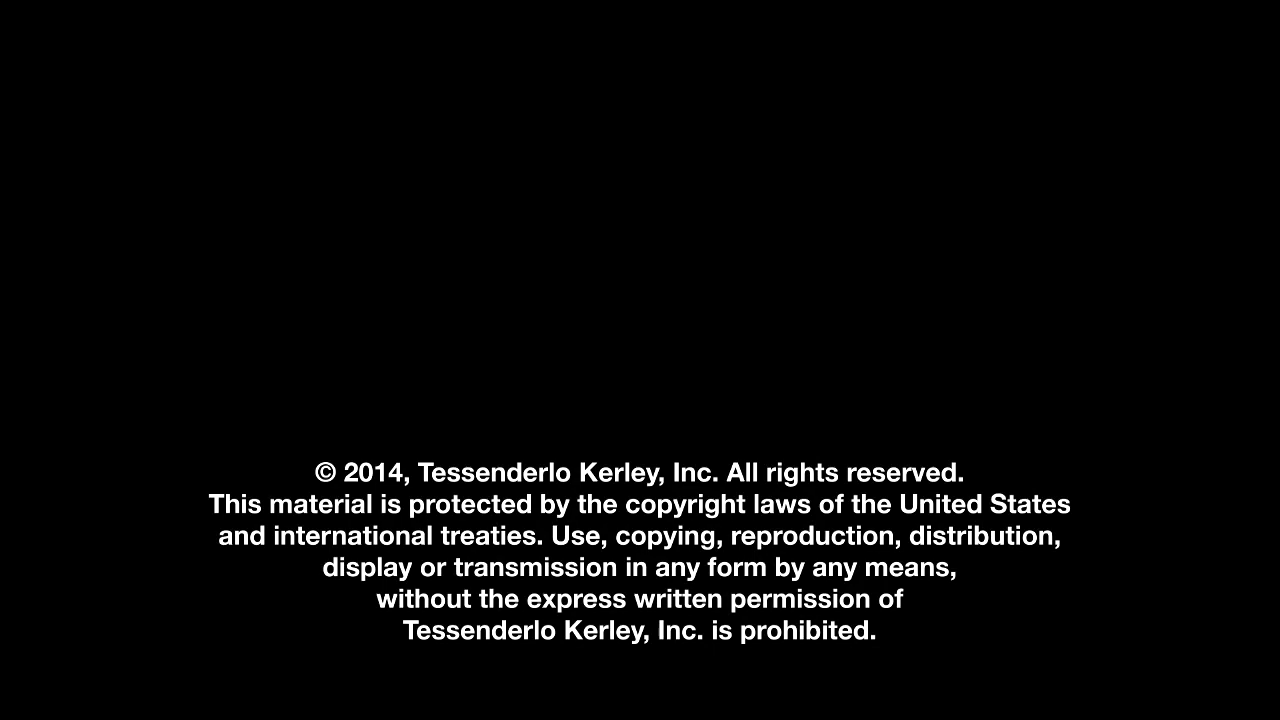 © 2014, Tessenderlo Kerley, Inc. All rights reserved.
This material is protected by the copyright laws of the United States
and international treaties. Use, copying, reproduction, distribution,
display or transmission in any form by any means,
without the express written permission of
Tessenderlo Kerley, Inc. is prohibited.